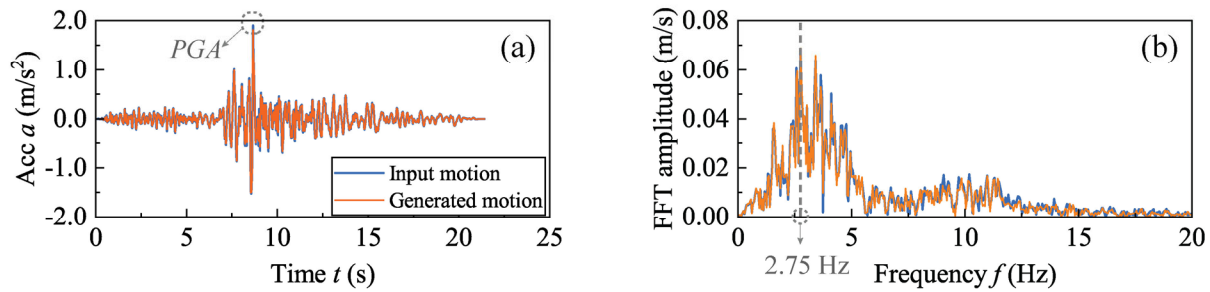 2.0
1.0
0.0
-1.0
-2.0
Acc a (m/s²)
PGA
(a)
Input motion
Generated motion
0 5 10 15 20 25
Time t (s)
0.08
0.06
0.04
0.02
0.00
FFT amplitude (m/s)
(b)
0 5 10 15 20
2.75 Hz
Frequency f (Hz)